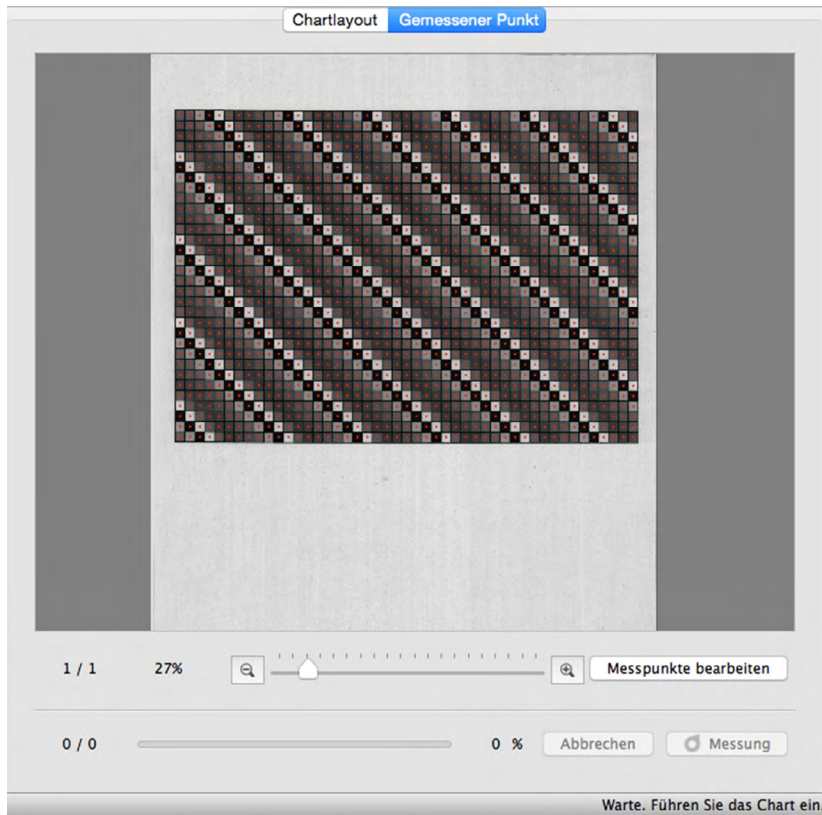 Chartlayout Gemessener Punkt
1 / 1 27% Messpunkte bearbeiten
0 / 0 0 % Abbrechen Messung
Warte. Führen Sie das Chart ein